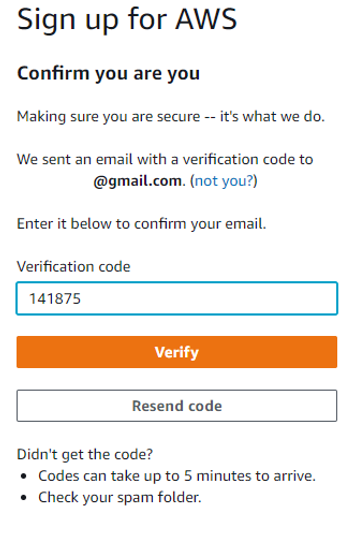 Sign up for AWS
Confirm you are you
Making sure you are secure -- it's what we do.
We sent an email with a verification code to
@gmail.com. (not you?)
Enter it below to confirm your email.
Verification code
141875
Verify
Resend code
Didn't get the code?
• Codes can take up to 5 minutes to arrive.
• Check your spam folder.